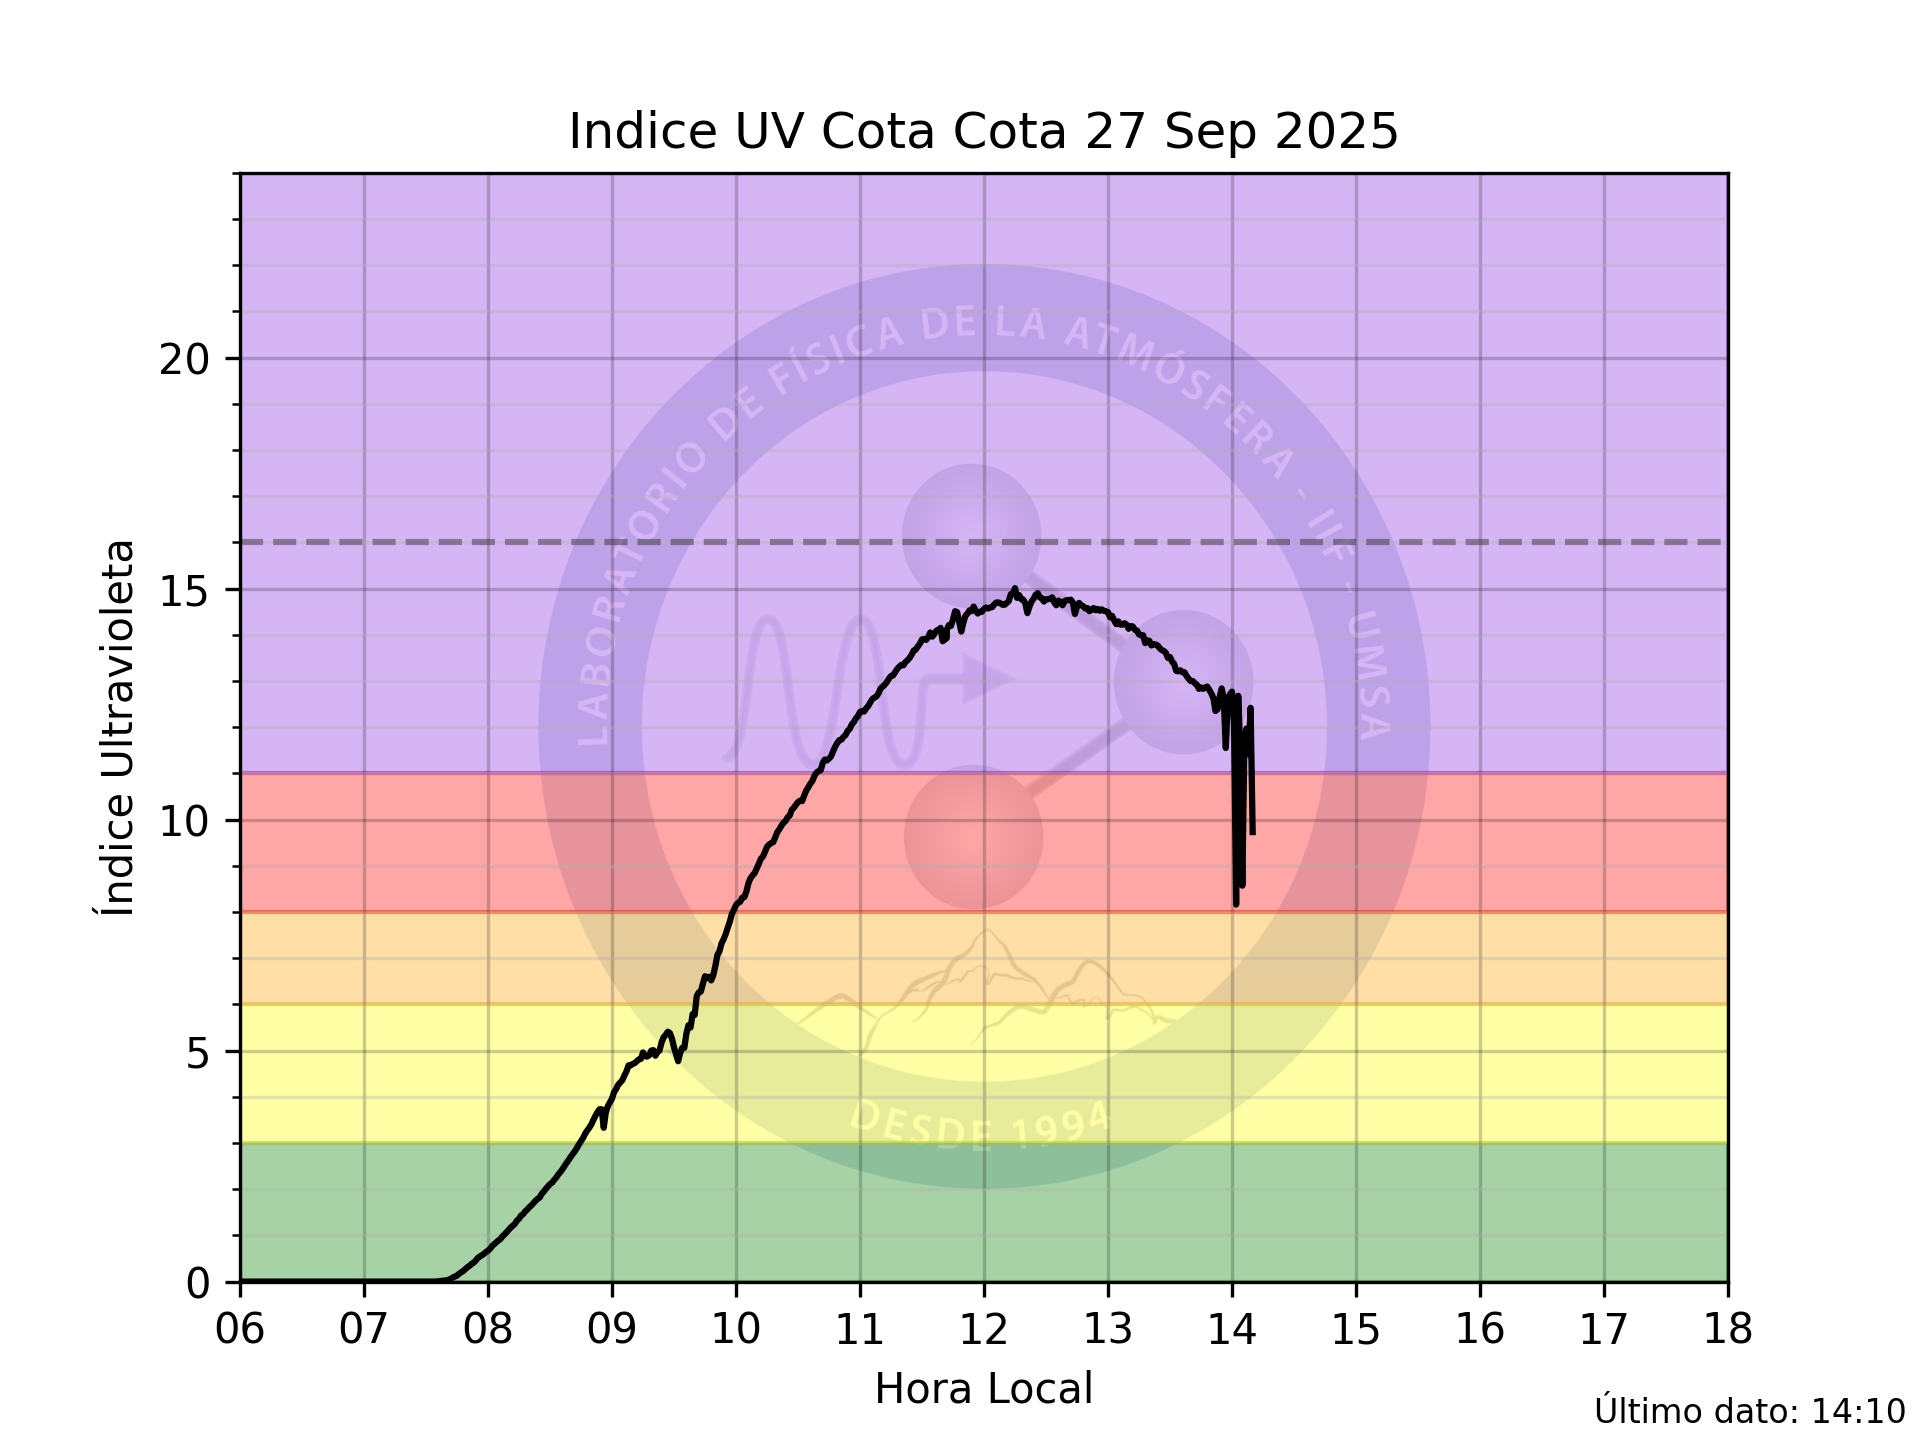 Indice UV Cota Cota 27 Sep 2025
Índice Ultravioleta
20
15
10
5
0
LABORATORIO DE FÍSICA DE LA ATMÓSFERA - IIF - UMSA
DESDE 1994
06 07 08 09 10 11 12 13 14 15 16 17 18
Hora Local
Último dato: 14:10